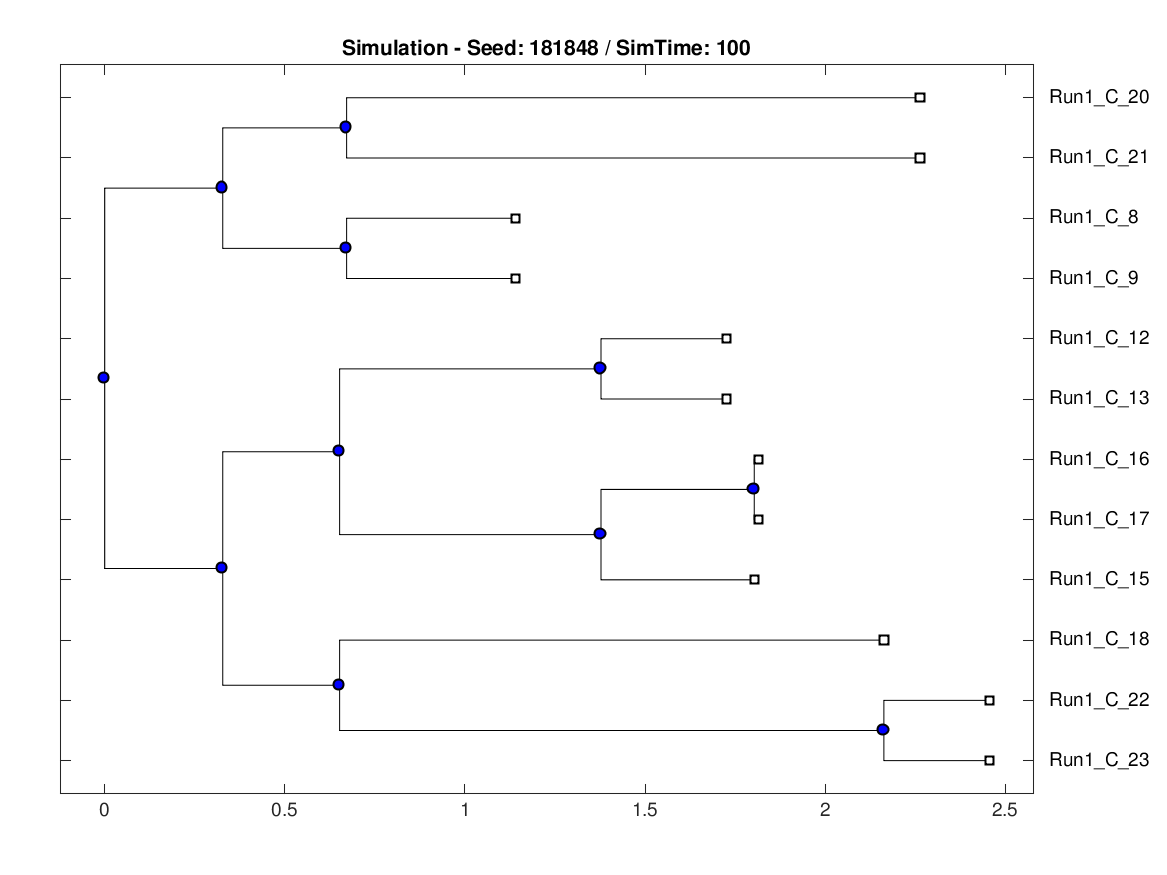 Simulation - Seed: 181848 / SimTime: 100
Run1_C_20
Run1_C_21
Run1_C_8
Run1_C_9
Run1_C_12
Run1_C_13
Run1_C_16
Run1_C_17
Run1_C_15
Run1_C_18
Run1_C_22
Run1_C_23
0 0.5 1 1.5 2 2.5